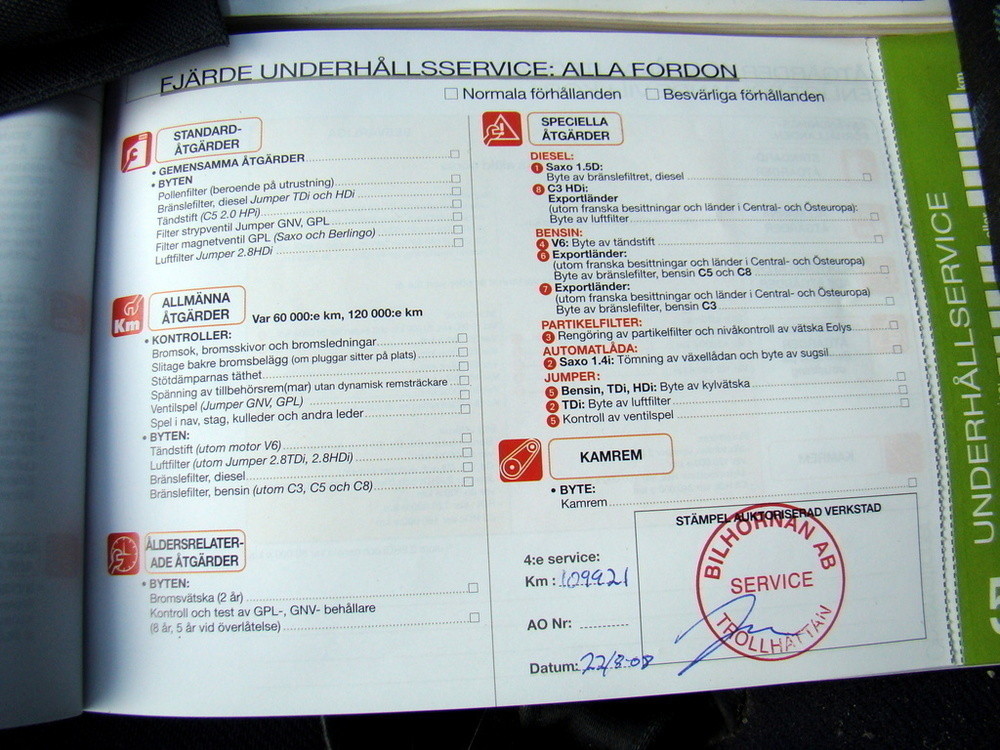 FJÄRDE UNDERHÅLLSSERVICE: ALLA FORDON
Normala förhållanden Besvärliga förhållanden
STANDARD-
ÅTGÄRDER
• GEMENSAMMA ÅTGÄRDER
• BYTEN
Pollenfilter (beroende på utrustning)
Bränslefilter, diesel Jumper TDi och HDi
Tändstift (C5 2.0 HPi)
Filter strypventil Jumper GNV, GPL
Filter magnetventil GPL (Saxo och Berlingo)
Luftfilter Jumper 2.8HDi
Km
ALLMÄNNA
ÅTGÄRDER
Var 60 000:e km, 120 000:e km
• KONTROLLER:
Bromsok, bromsskivor och bromsledningar
Slitage bakre bromsbelägg (om pluggar sitter på plats)
Stötdämparnas täthet
Spänning av tillbehörsrem(mar) utan dynamisk remsträckare
Ventilspel (Jumper GNV, GPL)
Spel i nav, stag, kulleder och andra leder
• BYTEN:
Tändstift (utom motor V6)
Luftfilter (utom Jumper 2.8TDi, 2.8HDi)
Bränslefilter, diesel
Bränslefilter, bensin (utom C3, C5 och C8)
ÅLDERSRELATER-
ADE ÅTGÄRDER
• BYTEN:
Bromsvätska (2 år)
Kontroll och test av GPL-, GNV- behållare
(8 år, 5 år vid överlåtelse)
SPECIELLA
ÅTGÄRDER
DIESEL:
1 Saxo 1.5D:
Byte av bränslefiltret, diesel
8 C3 HDi:
Exportländer
(utom franska besittningar och länder i Central- och Östeuropa):
Byte av luftfilter
BENSIN:
4 V6: Byte av tändstift
6 Exportländer:
(utom franska besittningar och länder i Central- och Östeuropa)
Byte av bränslefilter, bensin C5 och C8
7 Exportländer:
(utom franska besittningar och länder i Central- och Östeuropa)
Byte av bränslefilter, bensin C3
PARTIKELFILTER:
3 Rengöring av partikelfilter och nivåkontroll av vätska Eolys
AUTOMATLÅDA:
2 Saxo 1.4i: Tömning av växellådan och byte av sugsil
JUMPER:
5 Bensin, TDi, HDi: Byte av kylvätska
2 TDi: Byte av luftfilter
5 Kontroll av ventilspel
KAMREM
• BYTE:
Kamrem
STÄMPEL AUKTORISERAD VERKSTAD
BILHÖRNAN AB
SERVICE
TROLLHÄTTAN
4:e service:
Km : 109921
AO Nr:
Datum: 22/8-08
UNDERHÅLLSSERVICE
eller
km